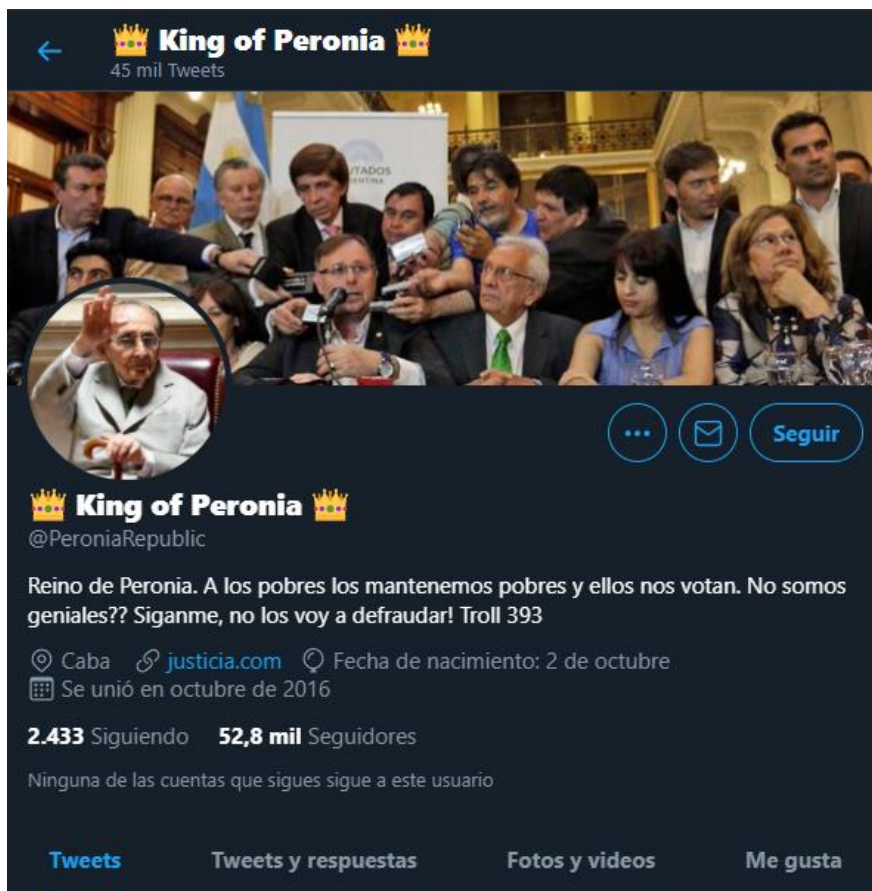 👑 King of Peronia 👑
45 mil Tweets
👑 King of Peronia 👑
@PeroniaRepublic
Reino de Peronia. A los pobres los mantenemos pobres y ellos nos votan. No somos
geniales?? Siganme, no los voy a defraudar! Troll 393
Caba justicia.com Fecha de nacimiento: 2 de octubre
Se unió en octubre de 2016
2.433 Siguiendo 52,8 mil Seguidores
Ninguna de las cuentas que sigues sigue a este usuario
Seguir
Tweets Tweets y respuestas Fotos y videos Me gusta